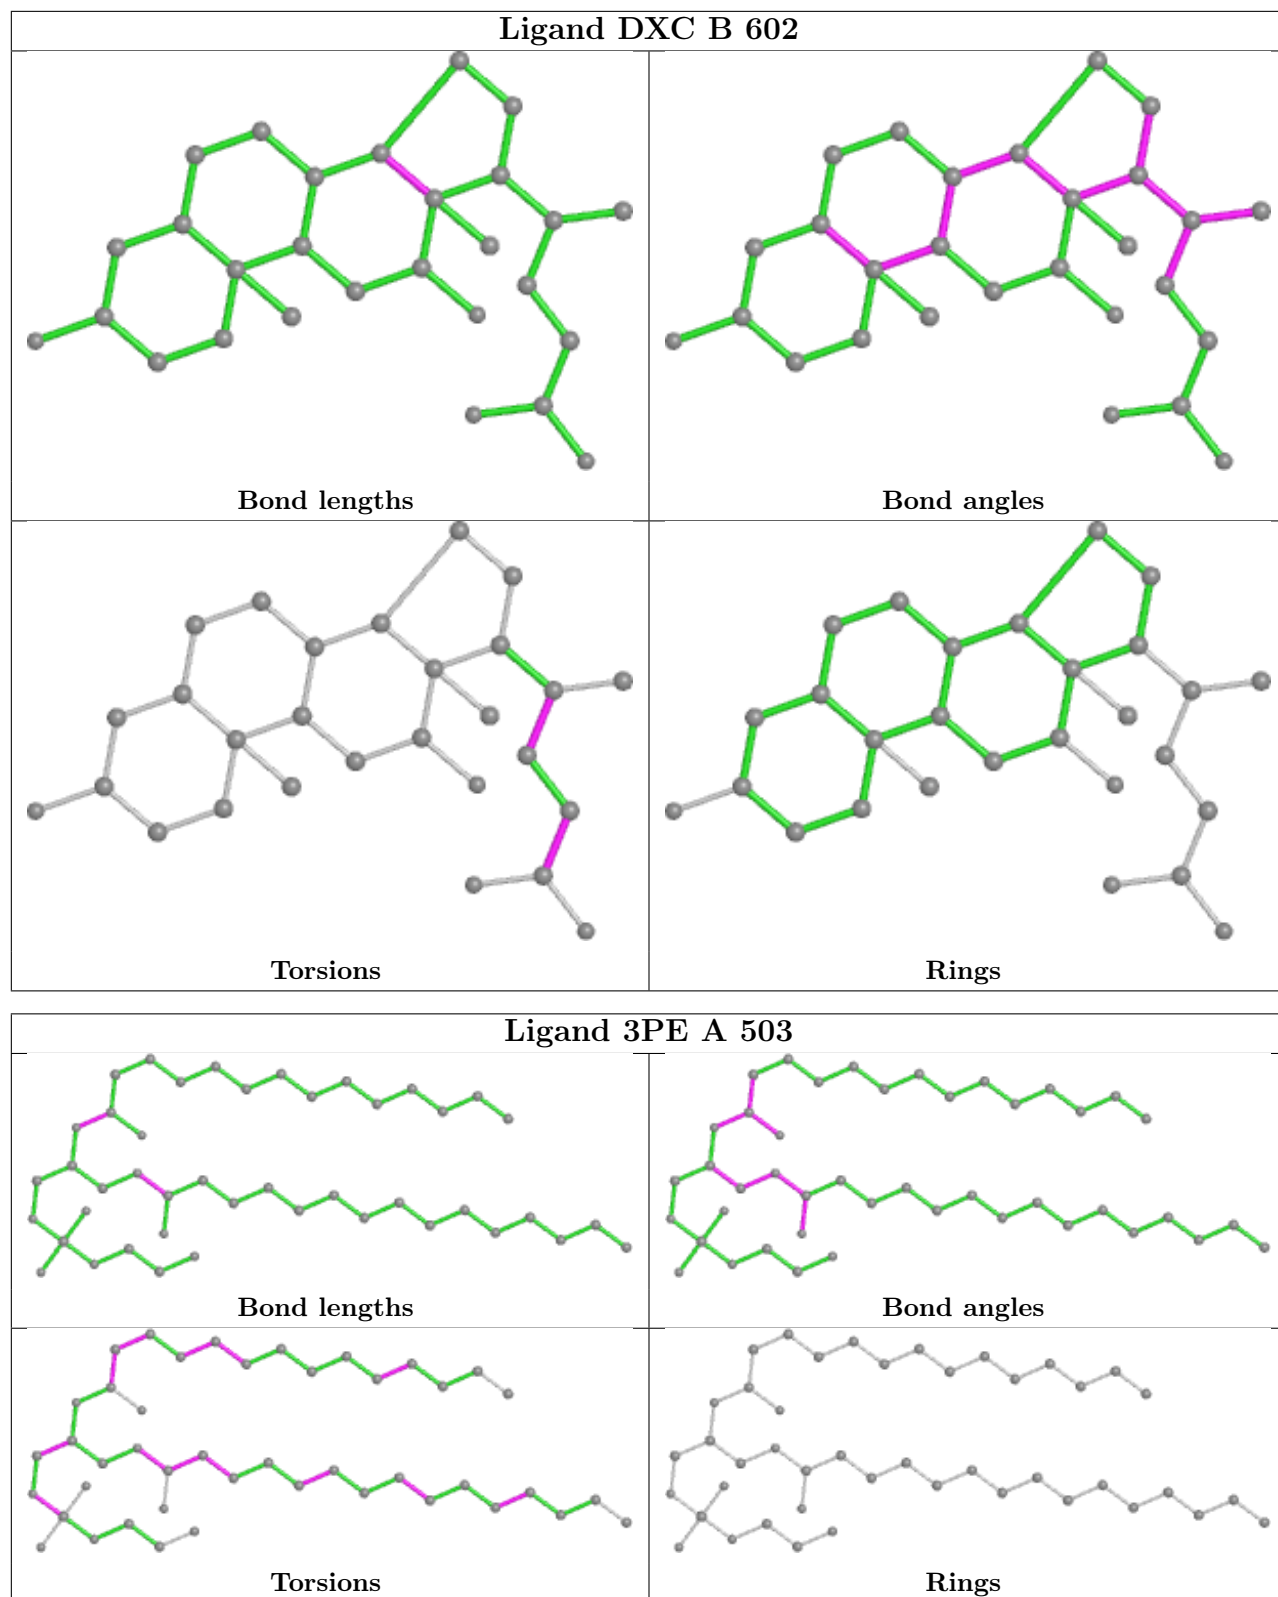 Ligand DXC B 602
Bond lengths
Bond angles
Torsions
Rings
Ligand 3PE A 503
Bond lengths
Bond angles
Torsions
Rings